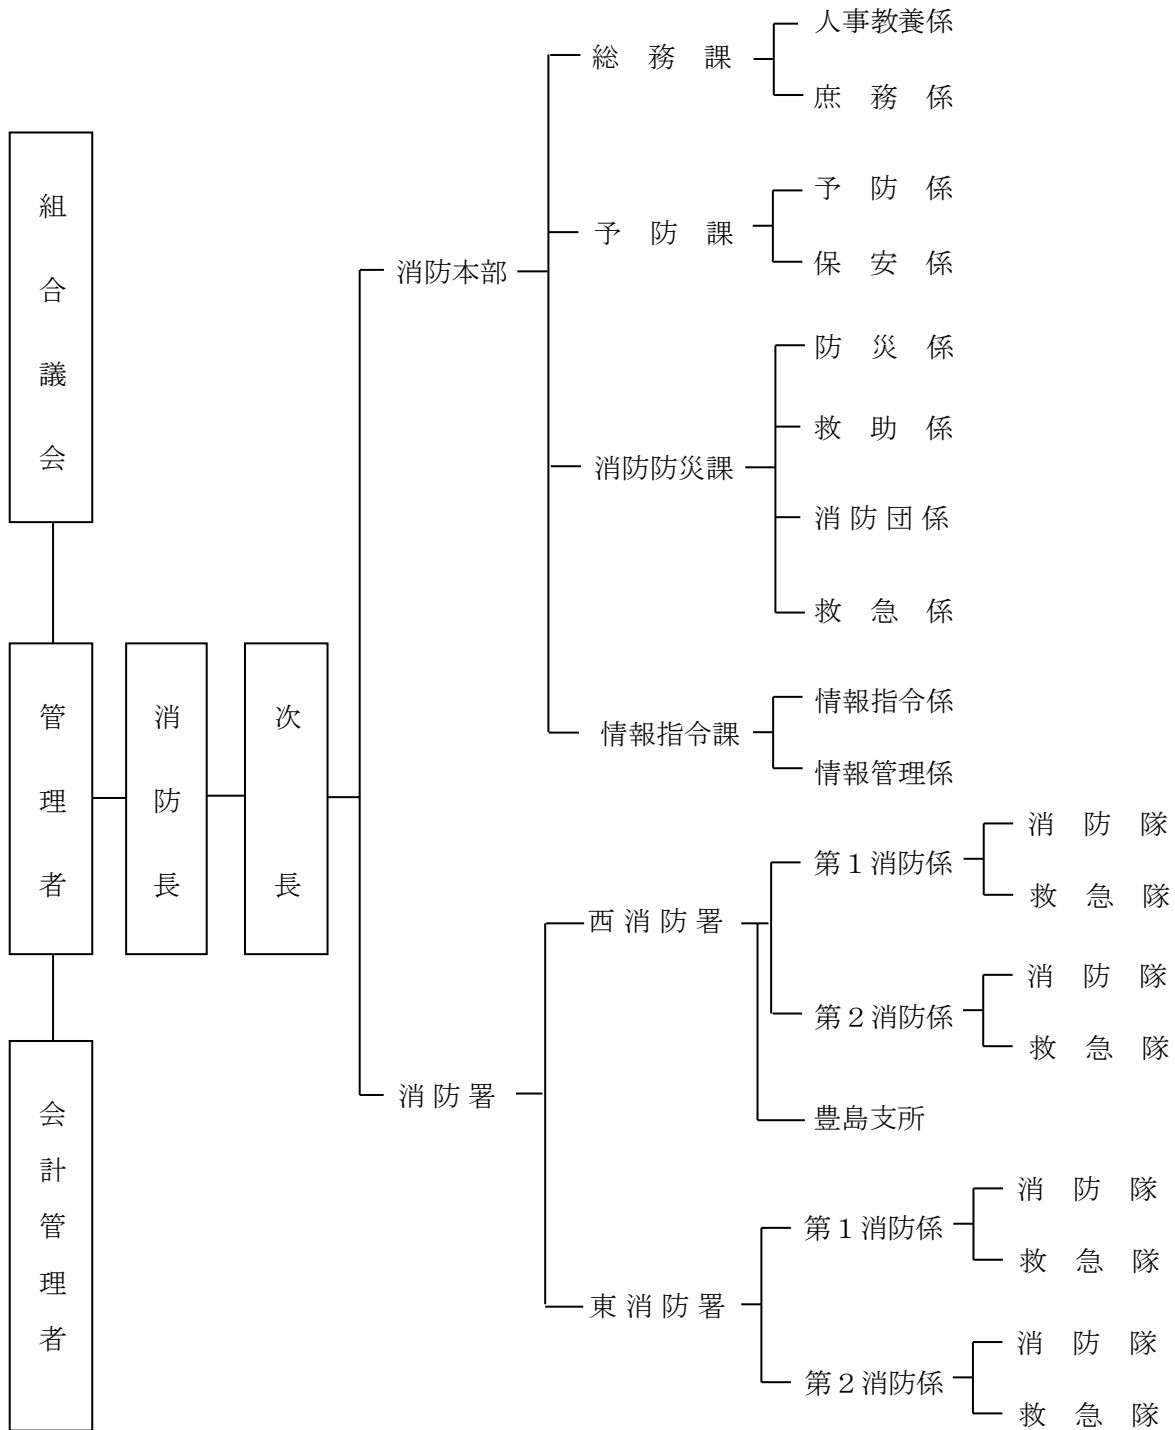 組合議会
管理者
会計管理者
消防長
次長
消防本部
総務課
人事教養係
庶務係
予防課
予防係
保安係
消防防災課
防災係
救助係
消防団係
救急係
情報指令課
情報指令係
情報管理係
消防署
西消防署
第1消防係
消防隊
救急隊
第2消防係
消防隊
救急隊
豊島支所
東消防署
第1消防係
消防隊
救急隊
第2消防係
消防隊
救急隊